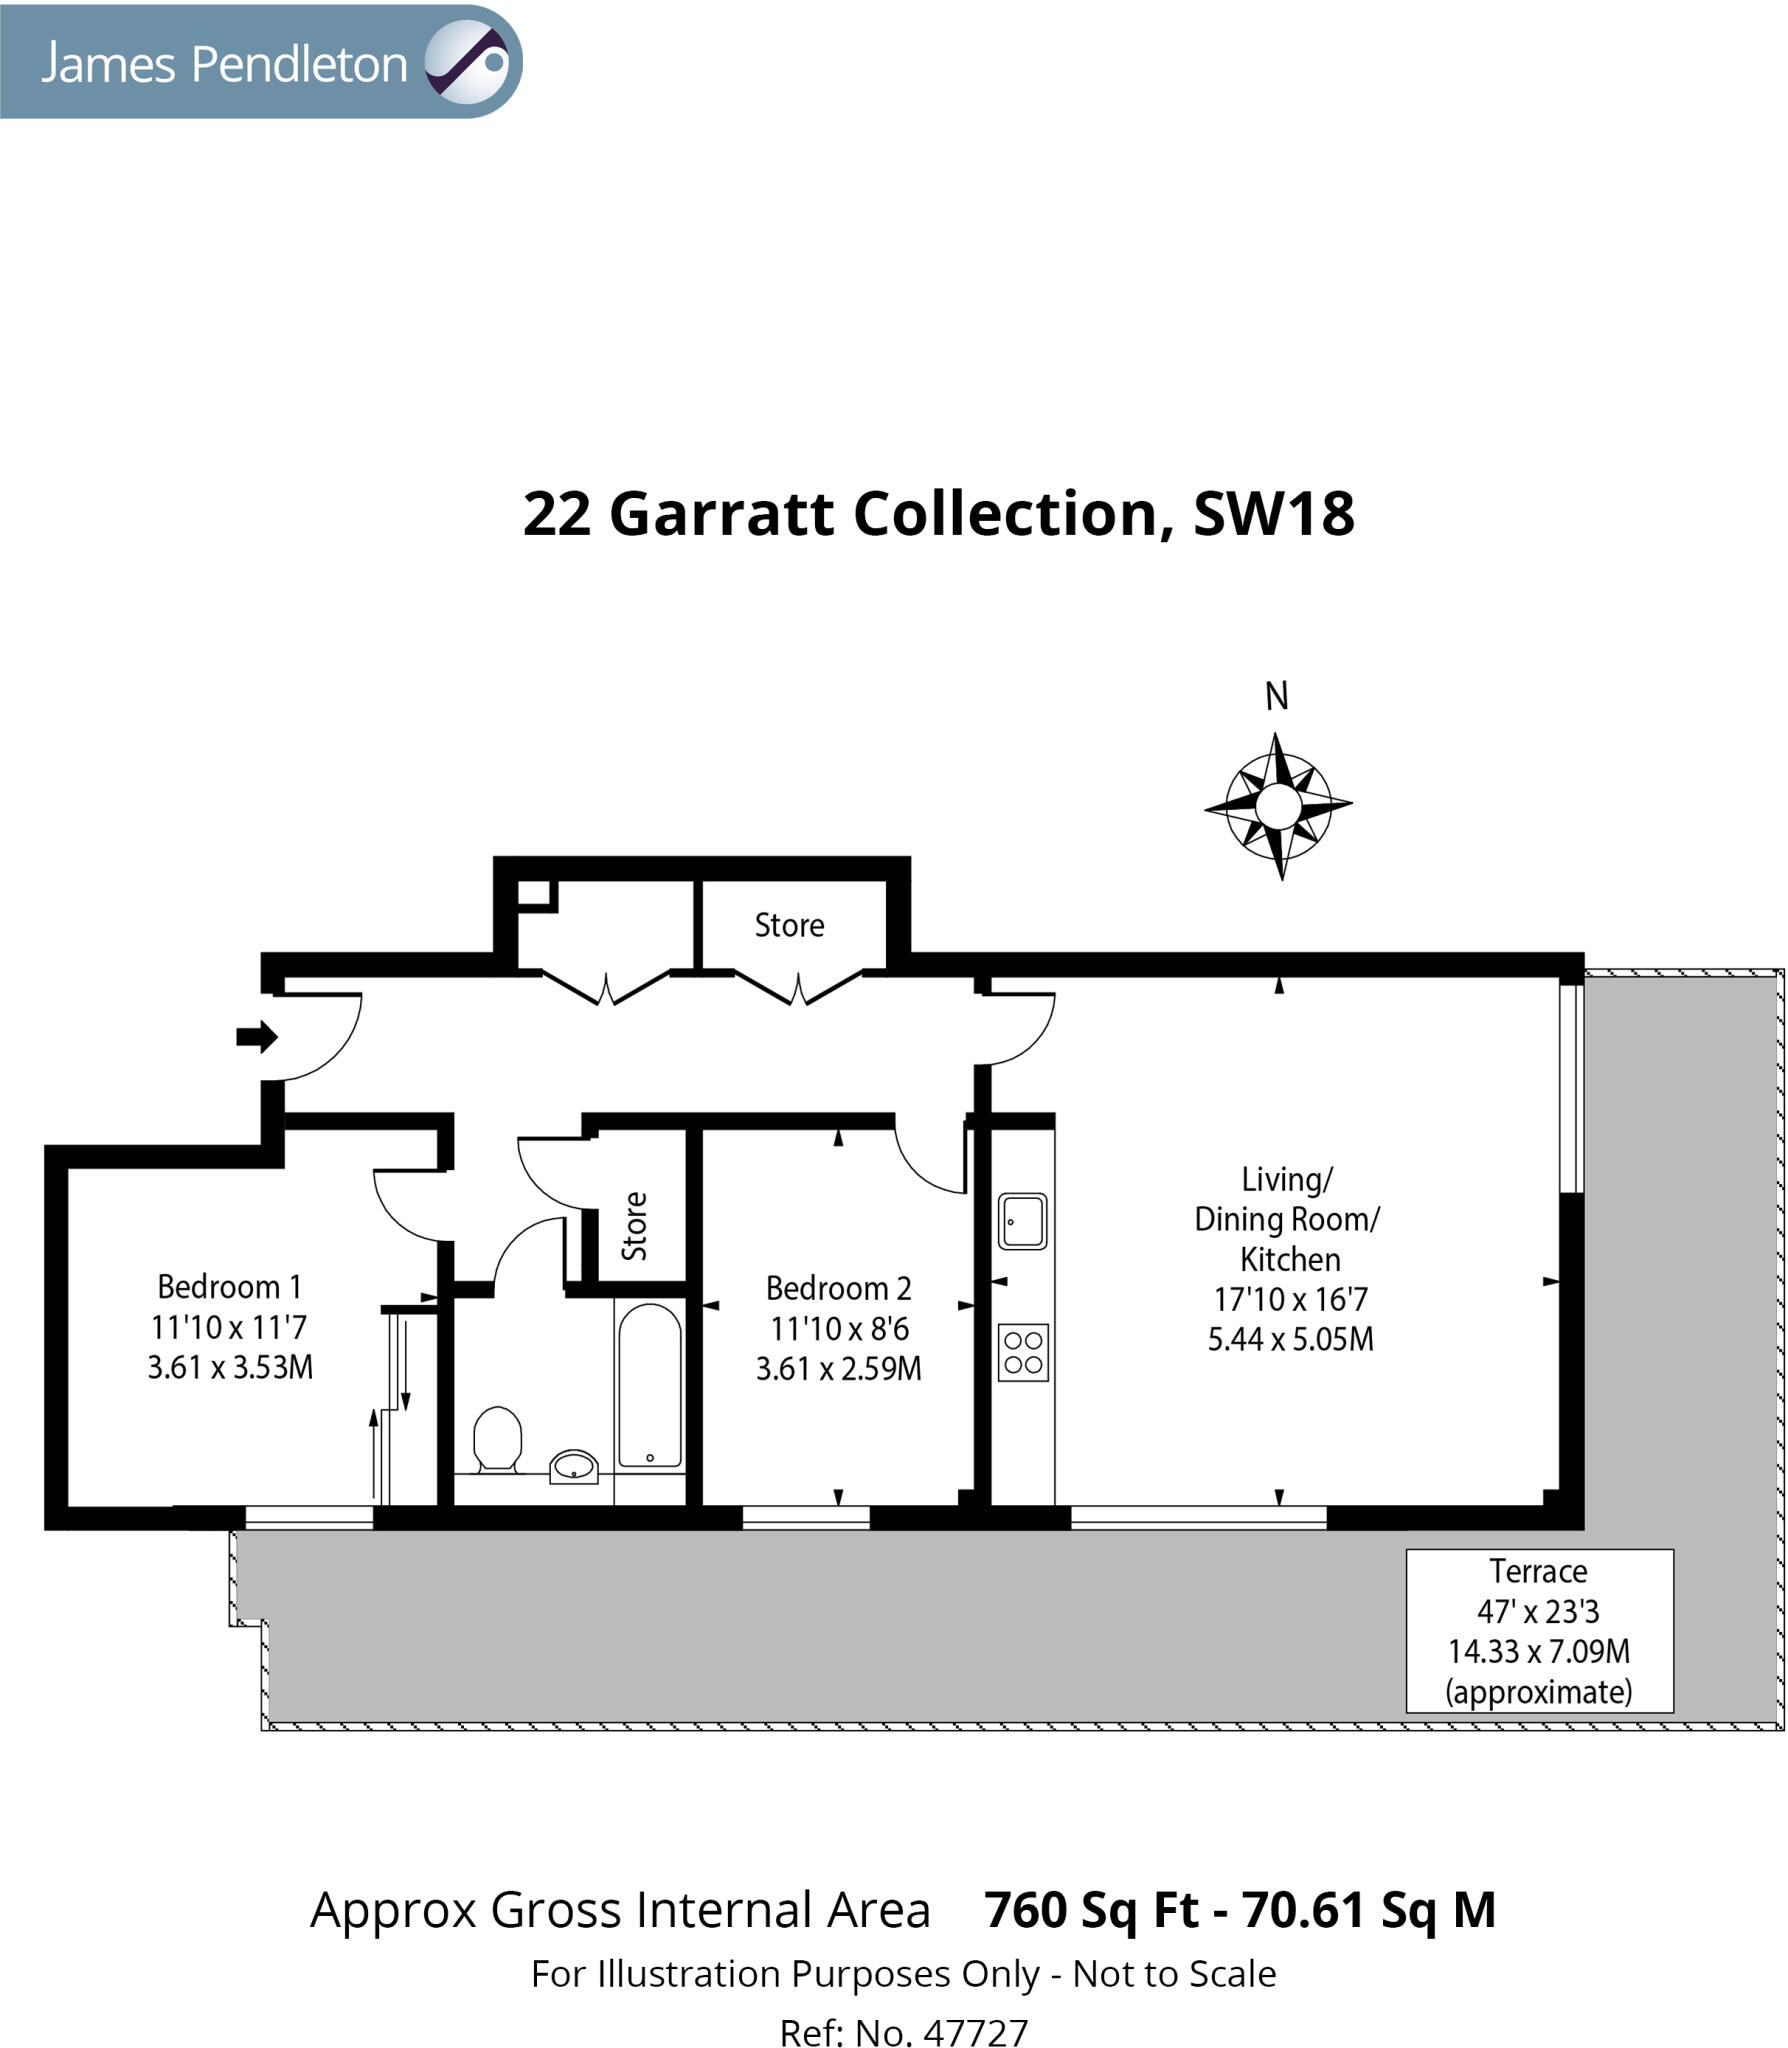 James Pendleton
22 Garratt Collection, SW18
N
Store
Living/
Dining Room/
Kitchen
17'10 x 16'7
5.44 x 5.05M
Store
Bedroom 1
11'10 x 11'7
3.61 x 3.53M
Bedroom 2
11'10 x 8'6
3.61 x 2.59M
Terrace
47' x 23'3
14.33 x 7.09M
(approximate)
Approx Gross Internal Area 760 Sq Ft - 70.61 Sq M
For Illustration Purposes Only - Not to Scale
Ref: No. 47727